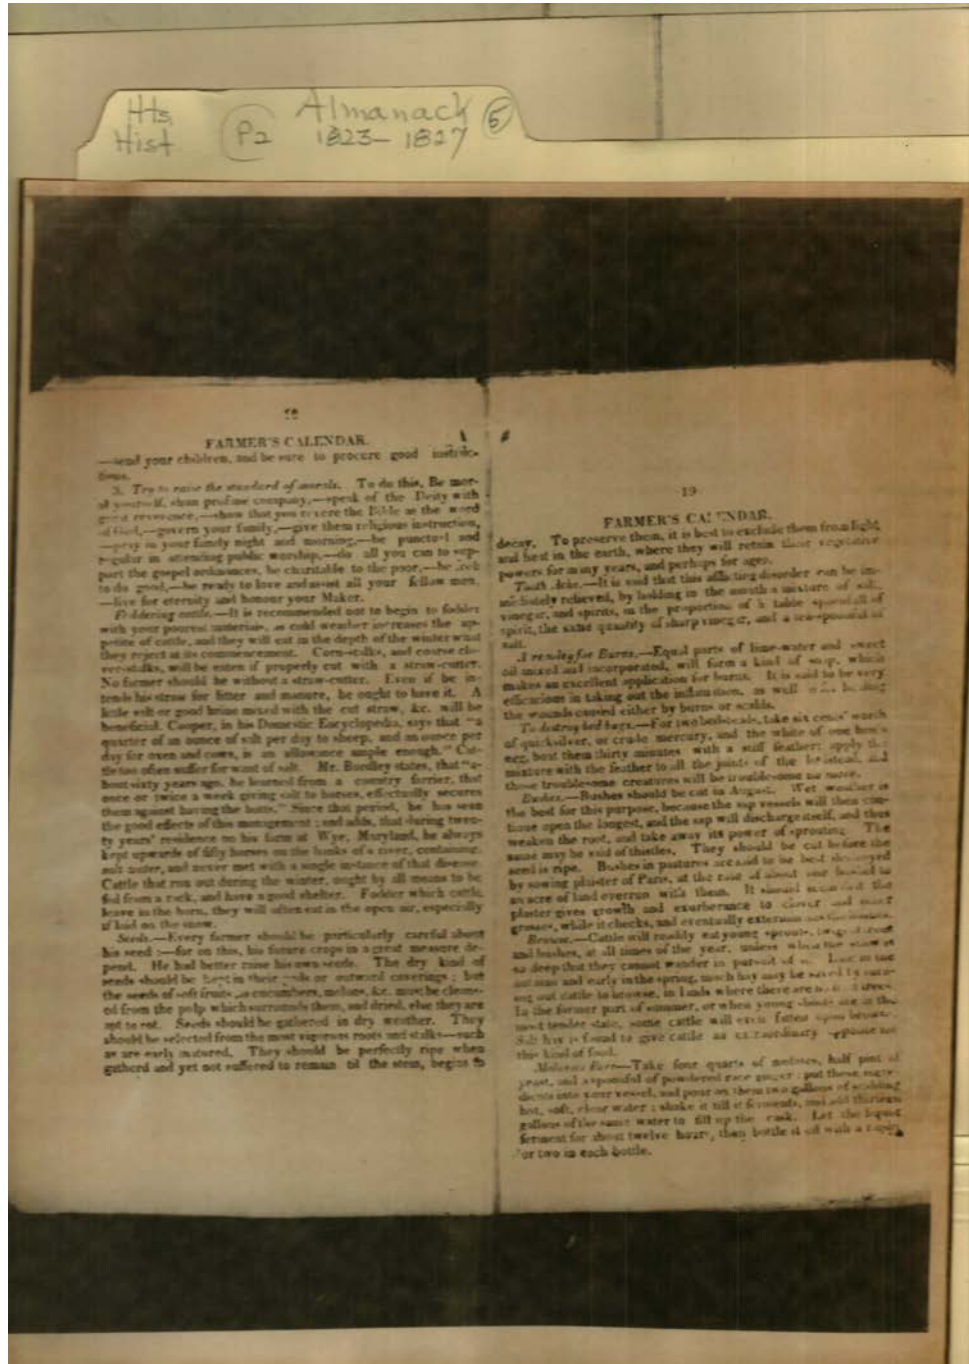 Hts, Almanack 5
Hist P2 1823-1827
FARMER'S CALENDAR.
—send your children, and be sure to procure good instruc-
tions.
3. Try to raise the standard of morals. To do this, Be mor-
al yourself, shun profane company,—speak of the Deity with
great reverence,—show that you revere the Bible as the word
of God,—govern your family,—give them religious instruction,
—pray in your family night and morning,—be punctual and
regular in attending public worship,—do all you can to sup-
port the gospel ordinances, be charitable to the poor,—be rich
to do good,—be ready to love and assist all your fellow men,
—live for eternity and honour your Maker.
Foddering cattle.—It is recommended not to begin to fodder
with your poorest materials, as cold weather increases the ap-
petite of cattle, and they will eat in the depth of the winter what
they reject at its commencement. Corn-stalks, and course clo-
ver-stalks, will be eaten if properly cut with a straw-cutter.
No farmer should be without a straw-cutter. Even if he in-
tends his straw for litter and manure, he ought to have it. A
little salt or good brine mixed with the cut straw, &c. will be
beneficial. Cooper, in his Domestic Encyclopedia, says that "a
quarter of an ounce of salt per day to sheep, and an ounce per
day for oxen and cows, is an allowance ample enough." Cat-
tle too often suffer for want of salt. Mr. Bordley states, that "a-
bout sixty years ago, he learned from a country farrier, that
once or twice a week giving salt to horses, effectually secures
them against having the botts." Since that period, he has seen
the good effects of this management; and adds, that during twen-
ty years' residence on his farm at Wye, Maryland, he always
kept upwards of fifty horses on the banks of a river, containing
salt water, and never met with a single instance of that disease.
Cattle that run out during the winter, ought by all means to be
fed from a rack, and have a good shelter. Fodder which cattle
leave in the barn, they will often eat in the open air, especially
if laid on the snow.
Seeds.—Every farmer should be particularly careful about
his seed;—for on this, his future crops in a great measure de-
pend. He had better raise his own seeds. The dry kind of
seeds should be kept in their pods or outward coverings; but
the seeds of soft fruits, as cucumbers, melons, &c. must be cleans-
ed from the pulp which surrounds them, and dried, else they are
apt to rot. Seeds should be gathered in dry weather. They
should be selected from the most vigorous roots and stalks—such
as are early matured. They should be perfectly ripe when
gatherd and yet not suffered to remain til the stem, begins to
19
FARMER'S CALENDAR.
decay. To preserve them, it is best to exclude them from light
and heat in the earth, where they will retain their vegetative
powers for many years, and perhaps for ages.
Tooth Ache.—It is said that this afflicting disorder can be im-
mediately relieved, by holding in the mouth a mixture of salt,
vinegar, and spirits, in the proportion of a table spoonfull of
spirit, the same quantity of sharp vinegar, and a tea-spoonful of
salt.
A remedy for Burns.—Equal parts of lime-water and sweet
oil mixed and incorporated, will form a kind of soap, which
makes an excellent application for burns. It is said to be very
efficacious in taking out the inflamation, as well as healing
the wounds caused either by burns or scalds.
To destroy bed bugs.—For two bedsteads, take six cents' worth
of quicksilver, or crude mercury, and the white of one hen's
egg, beat them thirty minutes with a stiff feather; apply the
mixture with the feather to all the joints of the bedstead, and
those troublesome creatures will be troublesome no more.
Bushes.—Bushes should be cut in August. Wet weather is
the best for this purpose, because the sap vessels will then con-
tinue open the longest, and the sap will discharge itself, and thus
weaken the root, and take away its power of sprouting. The
same may be said of thistles. They should be cut before the
seed is ripe. Bushes in pastures are said to be best destroyed
by sowing plaister of Paris, at the rate of about one bushel to
an acre of land overrun with them. It should seem that the
plaster gives growth and exurberance to clover and other
grasses, while it checks, and eventually
Browse.—Cattle will readily eat young sprouts, twigs of trees
and bushes, at all times of the year, unless when the snow is
so deep that they cannot wander in pursuit of it. Late in the
autumn and early in the spring, much hay may be saved by turn-
ing out cattle to browse, in lands where there are
In the former part of summer, or when young shoots are in the
most tender state, some cattle will even fatten upon browse.
Salt hay is found to give cattle an extraordinary appetite for
this kind of food.
Molasses Beer.—Take four quarts of molasses, half pint of
yeast, and a spoonful of powdered race ginger; put these ingre-
dients into your vessel, and pour on them two gallons of scalding
hot, soft, clear water; shake it till it ferments, and add thirteen
gallons of the same water to fill up the cask. Let the liquor
ferment for about twelve hours, then bottle it off with a raisin
or two in each bottle.